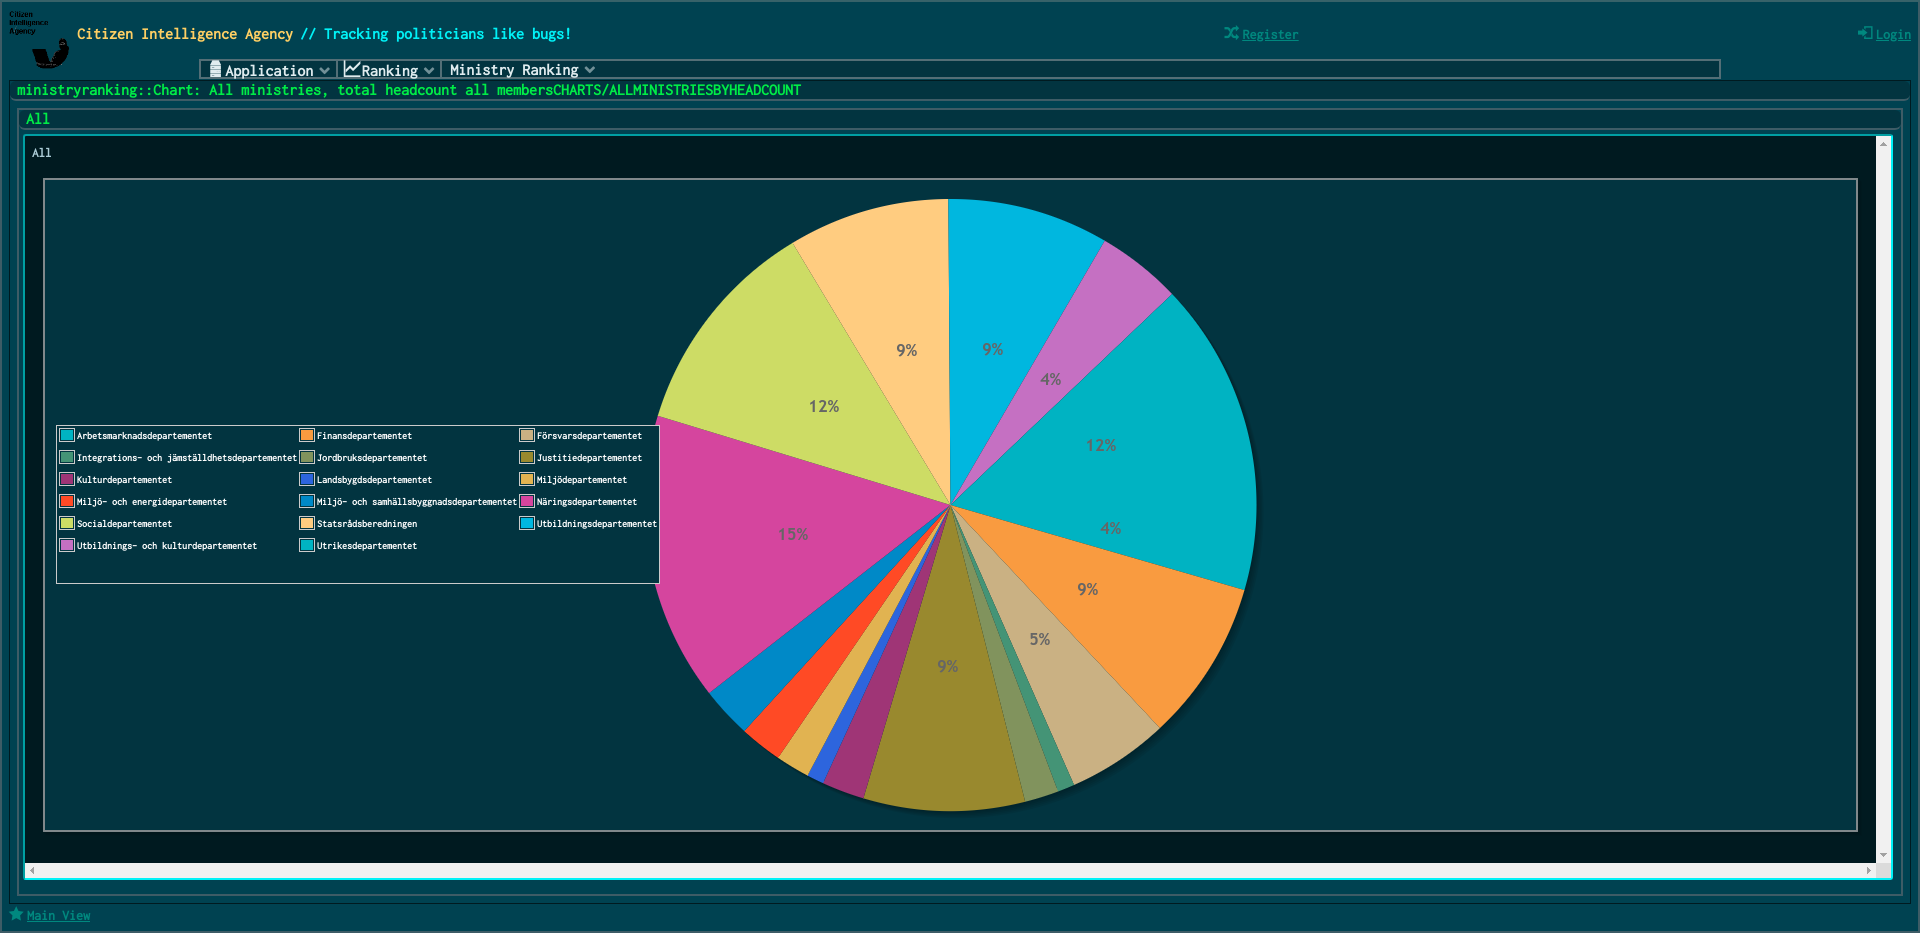 Citizen
Intelligence
Agency
Citizen Intelligence Agency // Tracking politicians like bugs!
Register
Login
Application
Ranking
Ministry Ranking
ministryranking::Chart: All ministries, total headcount all membersCHARTS/ALLMINISTRIESBYHEADCOUNT
All
All
9%
9%
4%
12%
12%
4%
15%
9%
5%
9%
Arbetsmarknadsdepartementet
Finansdepartementet
Försvarsdepartementet
Integrations- och jämställdhetsdepartementet
Jordbruksdepartementet
Justitiedepartementet
Kulturdepartementet
Landsbygdsdepartementet
Miljödepartementet
Miljö- och energidepartementet
Miljö- och samhällsbyggnadsdepartementet
Näringsdepartementet
Socialdepartementet
Statsrådsberedningen
Utbildningsdepartementet
Utbildnings- och kulturdepartementet
Utrikesdepartementet
Main View